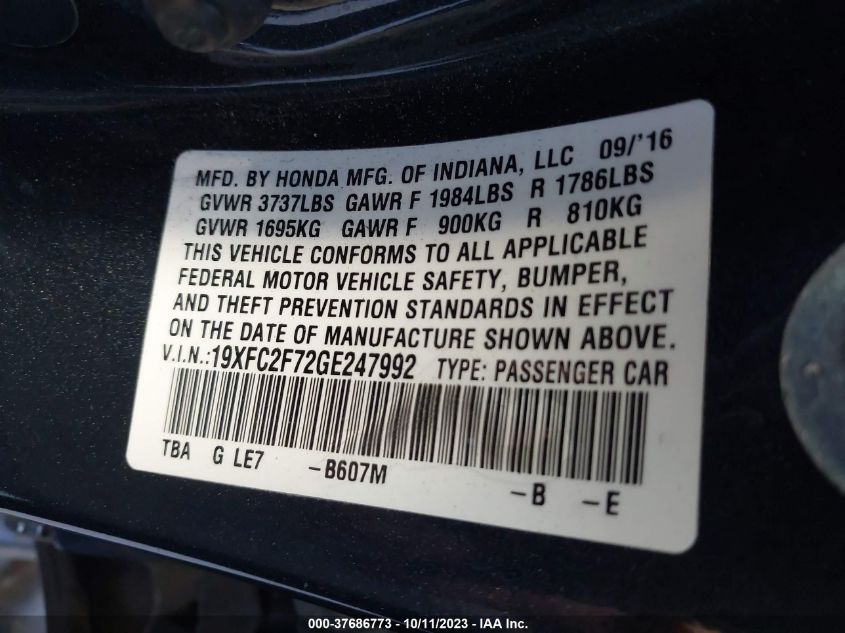 MFD. BY HONDA MFG. OF INDIANA, LLC 09/'16
GVWR 3737LBS GAWR F 1984LBS R 1786LBS
GVWR 1695KG GAWR F 900KG R 810KG
THIS VEHICLE CONFORMS TO ALL APPLICABLE
FEDERAL MOTOR VEHICLE SAFETY, BUMPER,
AND THEFT PREVENTION STANDARDS IN EFFECT
ON THE DATE OF MANUFACTURE SHOWN ABOVE.
V.I.N.:19XFC2F72GE247992 TYPE: PASSENGER CAR
TBA G LE7 -B607M -B -E
000-37686773 - 10/11/2023 - © IAA Inc.